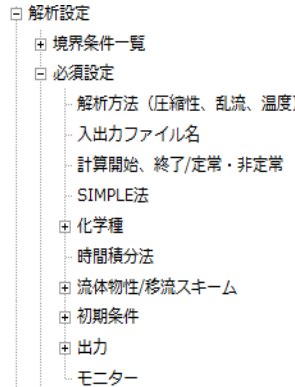 解析設定
境界条件一覧
必須設定
解析方法（圧縮性、乱流、温度）
入出力ファイル名
計算開始、終了/定常・非定常
SIMPLE法
化学種
時間積分法
流体物性/移流スキーム
初期条件
出力
モニター